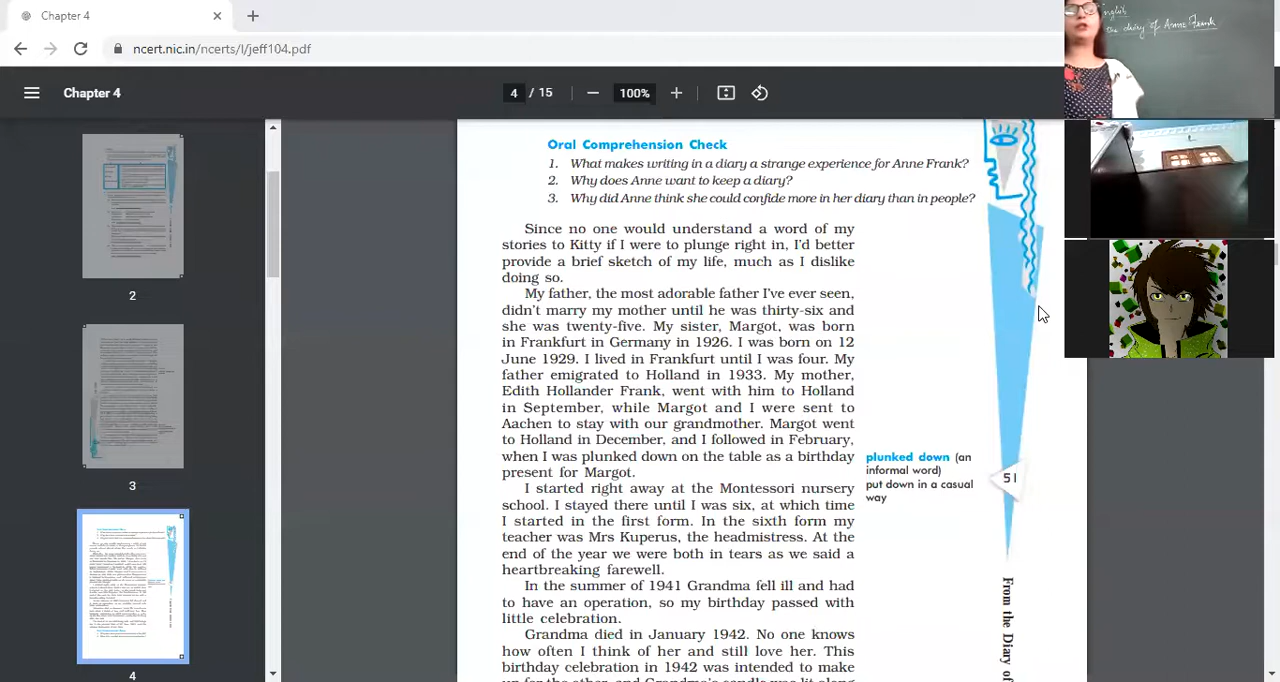 Chapter 4
ncert.nic.in/ncerts/l/jeff104.pdf
Chapter 4
4 / 15
100%
the diary of Anne Frank
2
3
4
Oral Comprehension Check
1. What makes writing in a diary a strange experience for Anne Frank?
2. Why does Anne want to keep a diary?
3. Why did Anne think she could confide more in her diary than in people?
Since no one would understand a word of my
stories to Kitty if I were to plunge right in, I'd better
provide a brief sketch of my life, much as I dislike
doing so.
My father, the most adorable father I've ever seen,
didn't marry my mother until he was thirty-six and
she was twenty-five. My sister, Margot, was born
in Frankfurt in Germany in 1926. I was born on 12
June 1929. I lived in Frankfurt until I was four. My
father emigrated to Holland in 1933. My mother,
Edith Hollander Frank, went with him to Holland
in September, while Margot and I were sent to
Aachen to stay with our grandmother. Margot went
to Holland in December, and I followed in February,
when I was plunked down on the table as a birthday
present for Margot.
I started right away at the Montessori nursery
school. I stayed there until I was six, at which time
I started in the first form. In the sixth form my
teacher was Mrs Kuperus, the headmistress. At the
end of the year we were both in tears as we said a
heartbreaking farewell.
In the summer of 1941 Grandma fell ill and had
to have an operation, so my birthday passed with
little celebration.
Grandma died in January 1942. No one knows
how often I think of her and still love her. This
birthday celebration in 1942 was intended to make
up for the other, and Grandma's candle was lit along
plunked down (an
informal word)
put down in a casual
way
51
From the Diary of